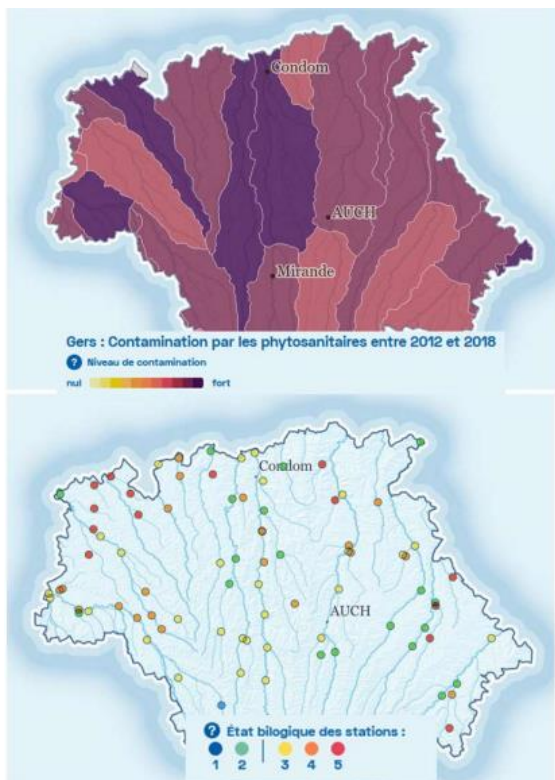 Condom
AUCH
Mirande
Gers : Contamination par les phytosanitaires entre 2012 et 2018
? Niveau de contamination
nul fort
Condom
AUCH
? État bilogique des stations :
1 2 3 4 5